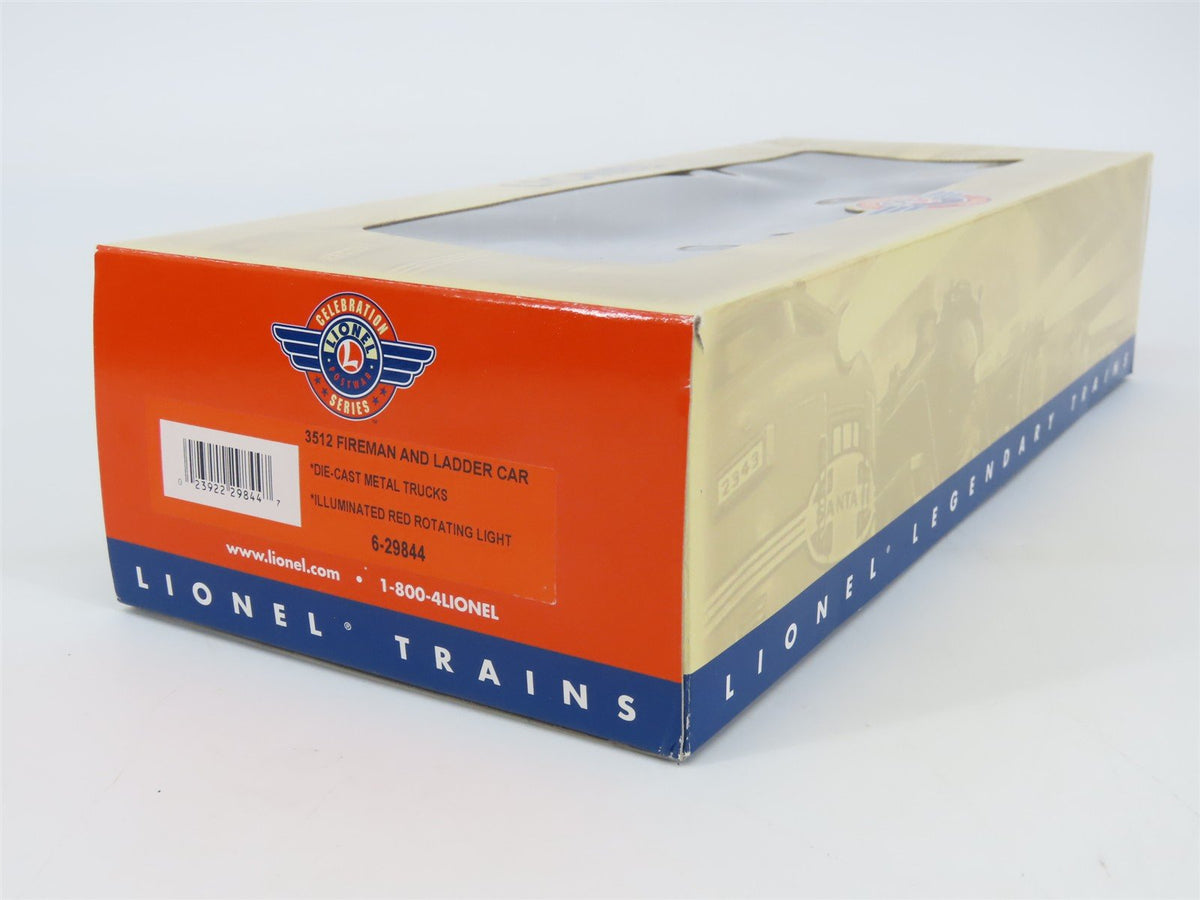 CELEBRATION
LIONEL
L
POSTWAR
SERIES
3512 FIREMAN AND LADDER CAR
*DIE-CAST METAL TRUCKS
*ILLUMINATED RED ROTATING LIGHT
6-29844
0 23922 29844 7
www.lionel.com • 1-800-4LIONEL
LIONEL® TRAINS
2343
SANTA
LIONEL® LEGENDARY TRAINS